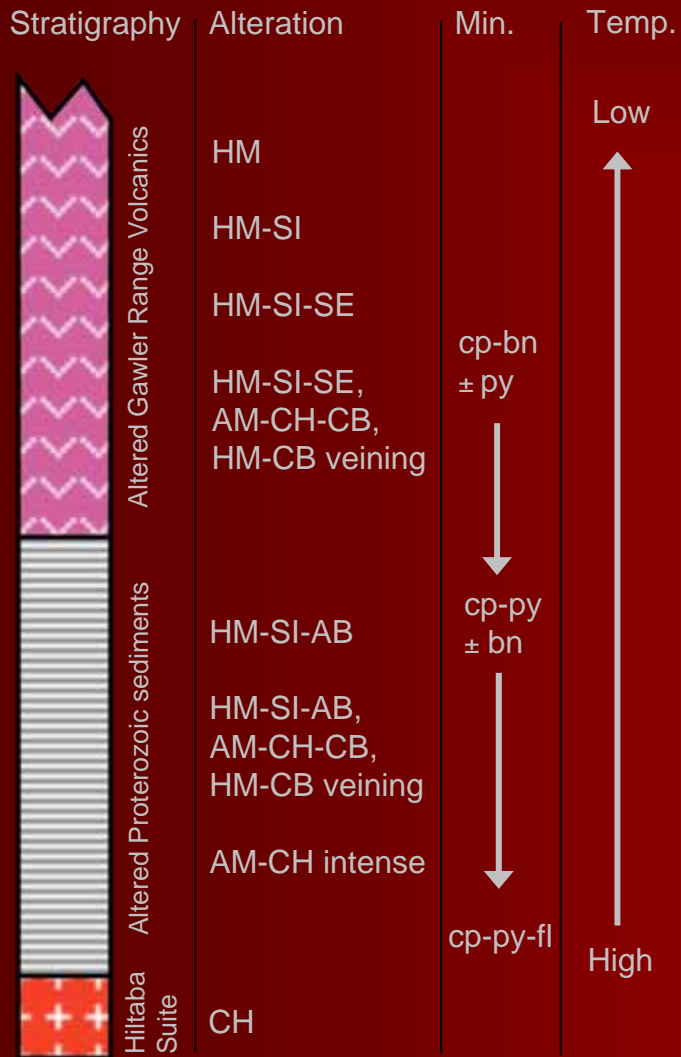 Stratigraphy Alteration Min. Temp.
Altered Gawler Range Volcanics
Altered Proterozoic sediments
Hiltaba
Suite
HM
HM-SI
HM-SI-SE
HM-SI-SE,
AM-CH-CB,
HM-CB veining
HM-SI-AB
HM-SI-AB,
AM-CH-CB,
HM-CB veining
AM-CH intense
CH
cp-bn
± py
cp-py
± bn
cp-py-fl
Low
High